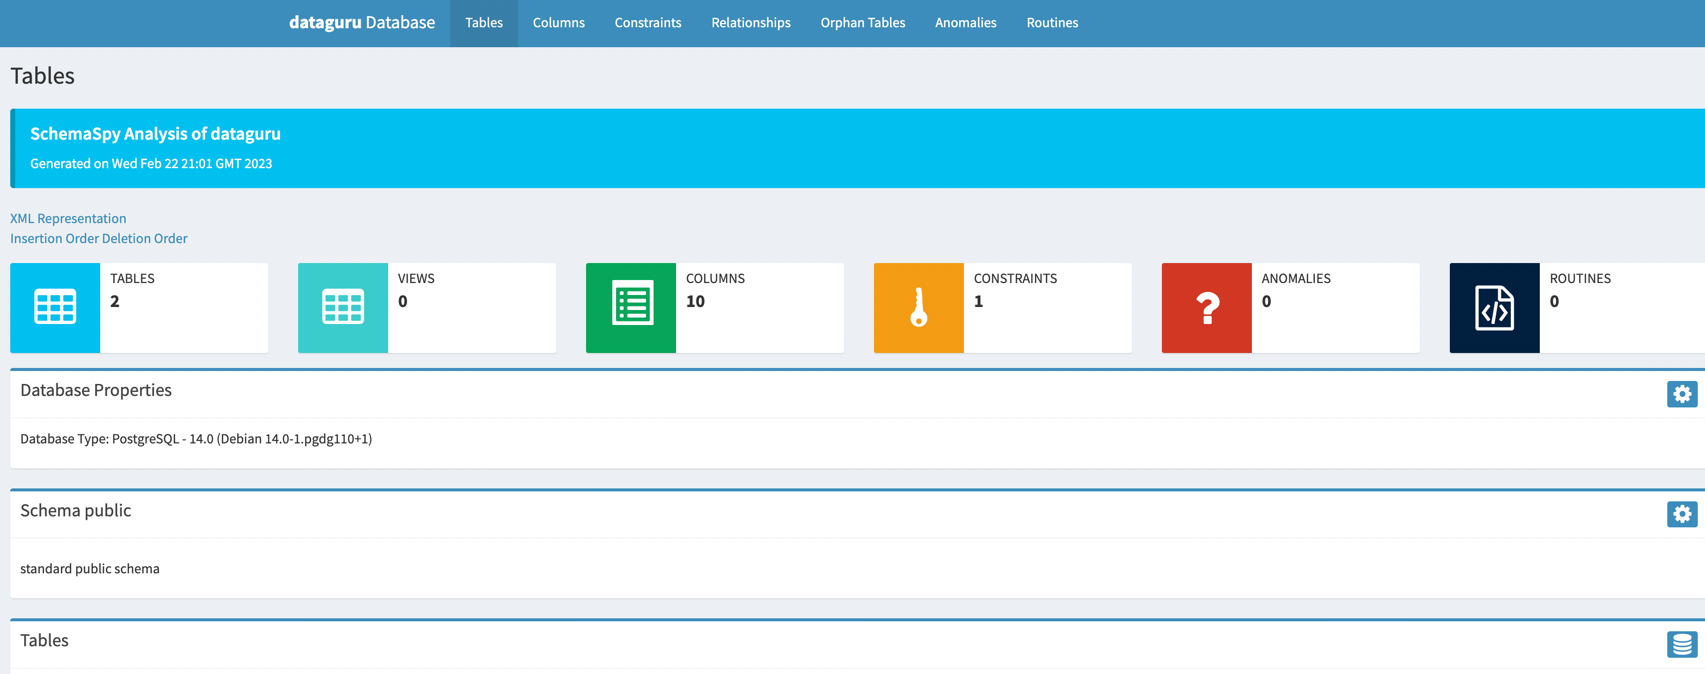 dataguru Database Tables Columns Constraints Relationships Orphan Tables Anomalies Routines
Tables
SchemaSpy Analysis of dataguru
Generated on Wed Feb 22 21:01 GMT 2023
XML Representation
Insertion Order Deletion Order
TABLES
2
VIEWS
0
COLUMNS
10
CONSTRAINTS
1
ANOMALIES
0
ROUTINES
0
Database Properties
Database Type: PostgreSQL - 14.0 (Debian 14.0-1.pgdg110+1)
Schema public
standard public schema
Tables